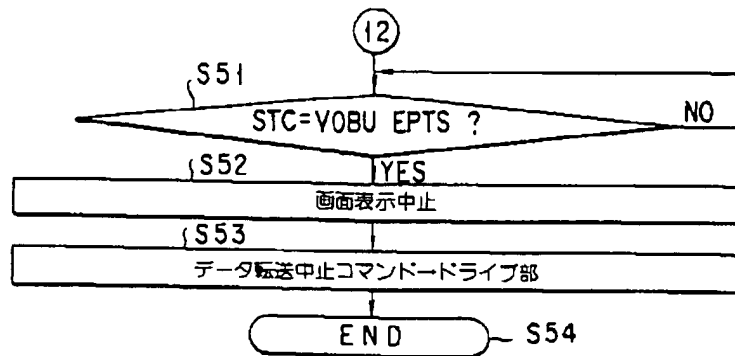 12
S51
STC=VOBU EPTS ?
NO
YES
S52
画面表示中止
S53
データ転送中止コマンド→ドライブ部
END
S54